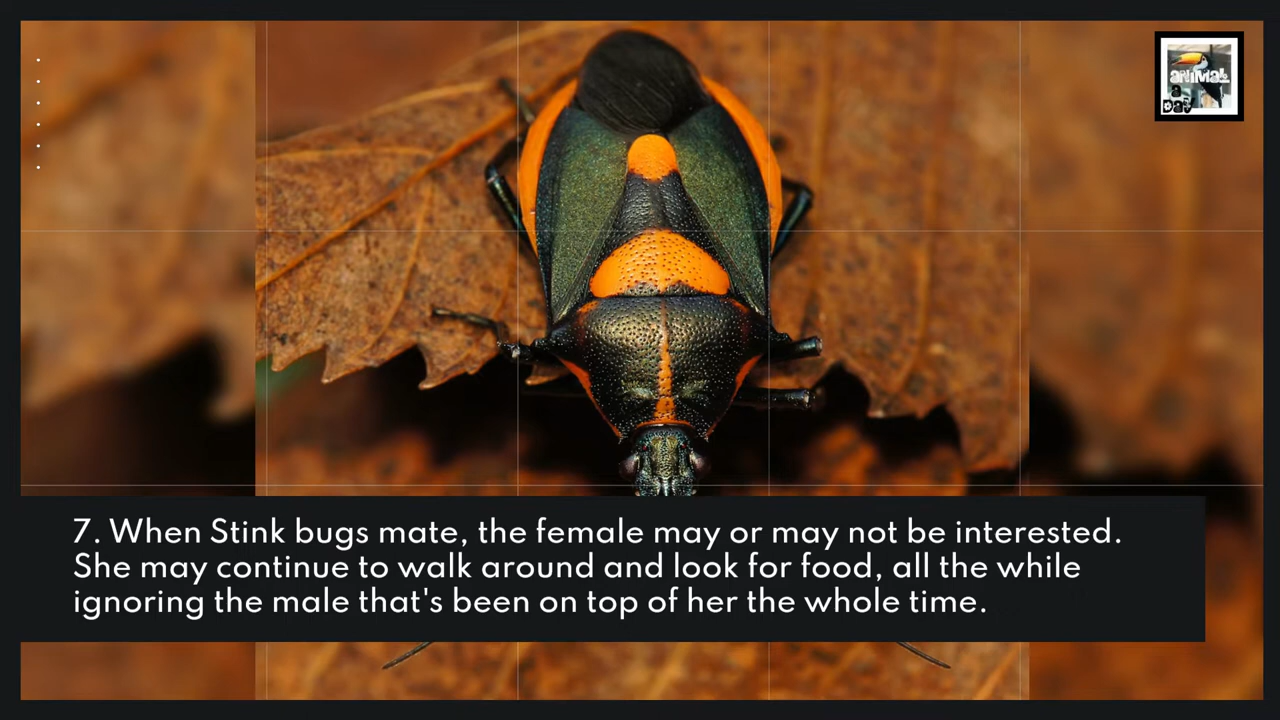 ANIMAL
a
DAY
7. When Stink bugs mate, the female may or may not be interested.
She may continue to walk around and look for food, all the while
ignoring the male that's been on top of her the whole time.